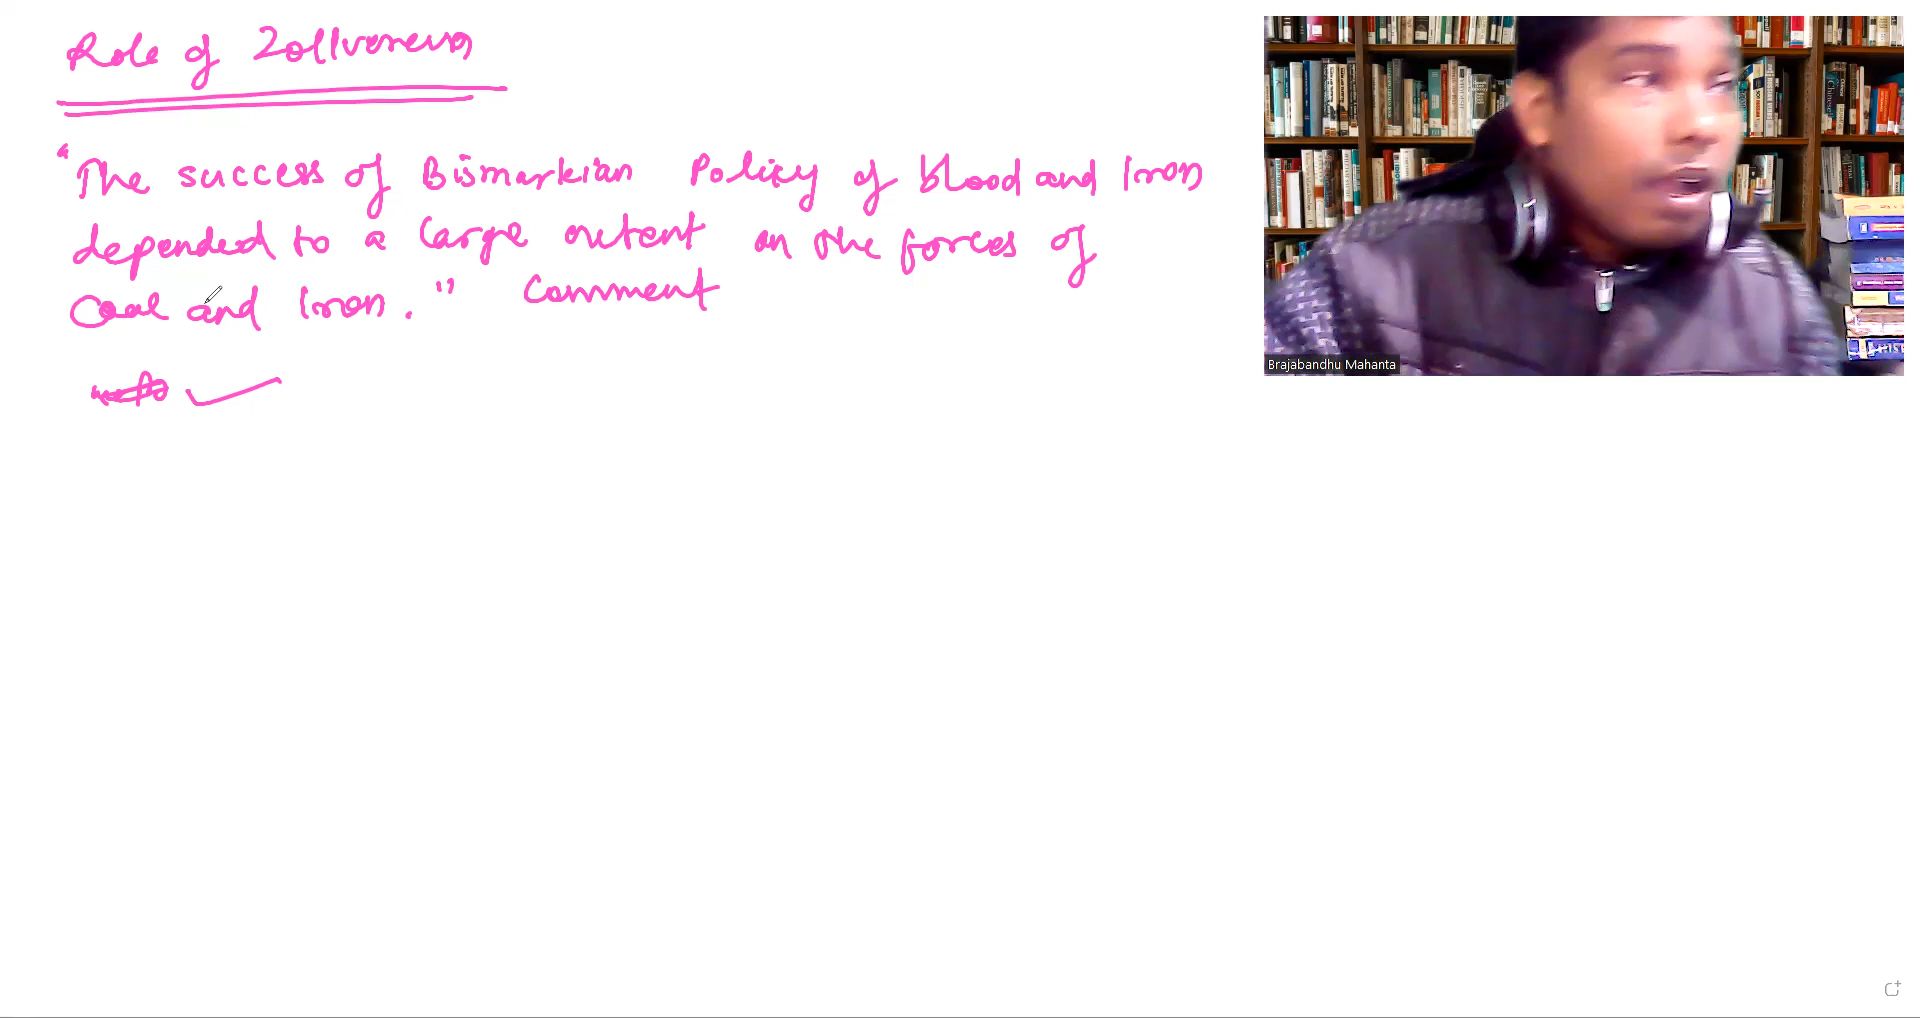 Role of Zollverein
"The success of Bismarkian Policy of blood and Iron
depended to a large extent on the forces of
Coal and Iron." Comment
Brajabandhu Mahanta